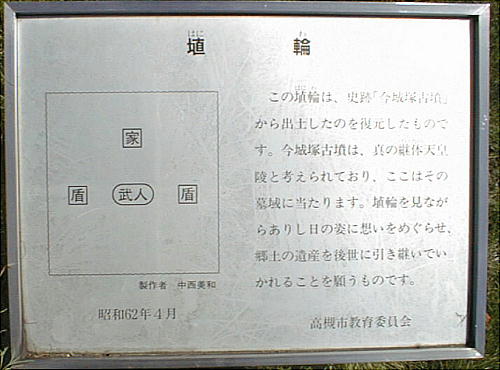 はに わ
埴輪
家
盾 武人 盾
製作者 中西美和
昭和62年4月
この埴輪は、史跡「今城塚古墳」
から出土したのを復元したもので
す。今城塚古墳は、真の継体天皇
陵と考えられており、ここはその
墓域に当たります。埴輪を見なが
らありし日の姿に想いをめぐらせ、
郷土の遺産を後世に引き継いでい
かれることを願うものです。
高槻市教育委員会